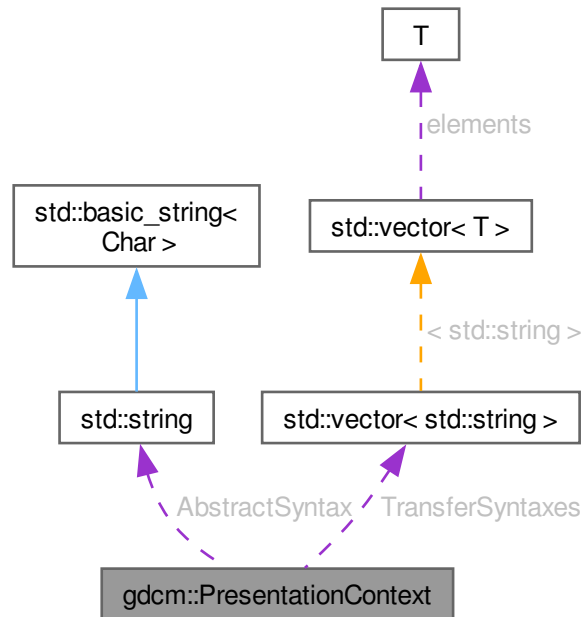 T
elements
std::basic_string<
Char >
std::vector< T >
< std::string >
std::string
std::vector< std::string >
AbstractSyntax
TransferSyntaxes
gdcm::PresentationContext